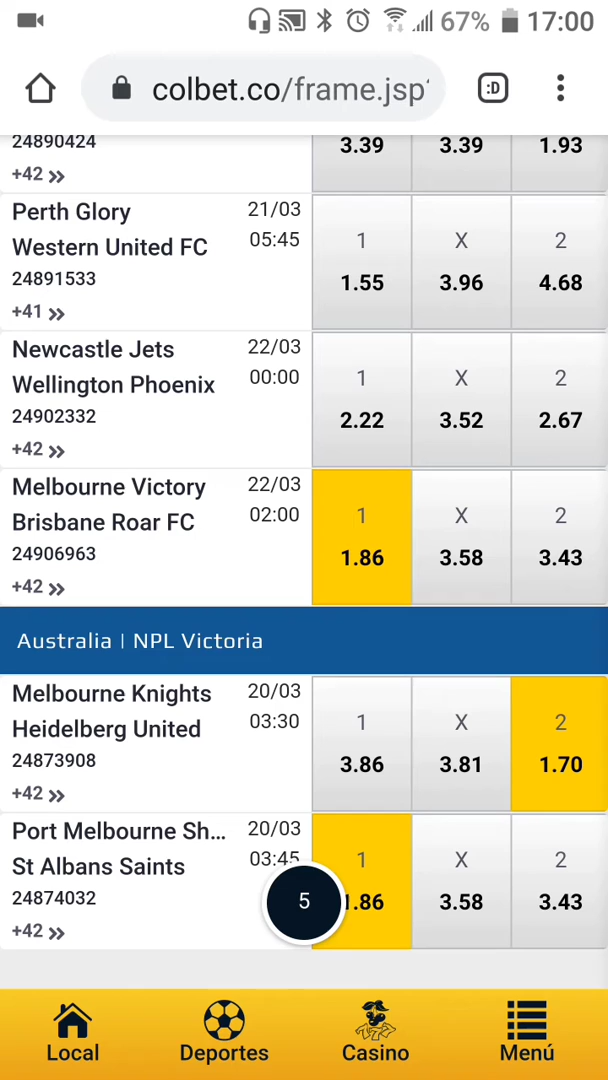 67% 17:00
colbet.co/frame.jsp
:D
24890424
3.39 3.39 1.93
+42 »
Perth Glory 21/03
Western United FC 05:45
24891533
+41 »
1 X 2
1.55 3.96 4.68
Newcastle Jets 22/03
Wellington Phoenix 00:00
24902332
+42 »
1 X 2
2.22 3.52 2.67
Melbourne Victory 22/03
Brisbane Roar FC 02:00
24906963
+42 »
1 X 2
1.86 3.58 3.43
Australia | NPL Victoria
Melbourne Knights 20/03
Heidelberg United 03:30
24873908
+42 »
1 X 2
3.86 3.81 1.70
Port Melbourne Sh... 20/03
St Albans Saints 03:45
24874032
+42 »
1 X 2
.86 3.58 3.43
5
Local Deportes Casino Menú